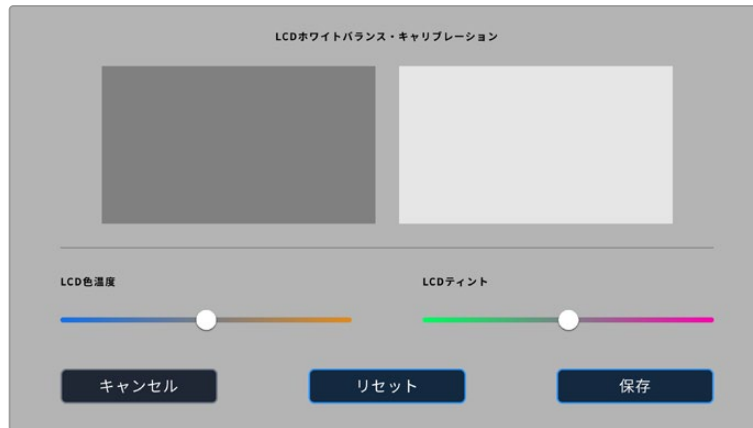 LCDホワイトバランス・キャリブレーション
LCD色温度
LCDティント
キャンセル
リセット
保存